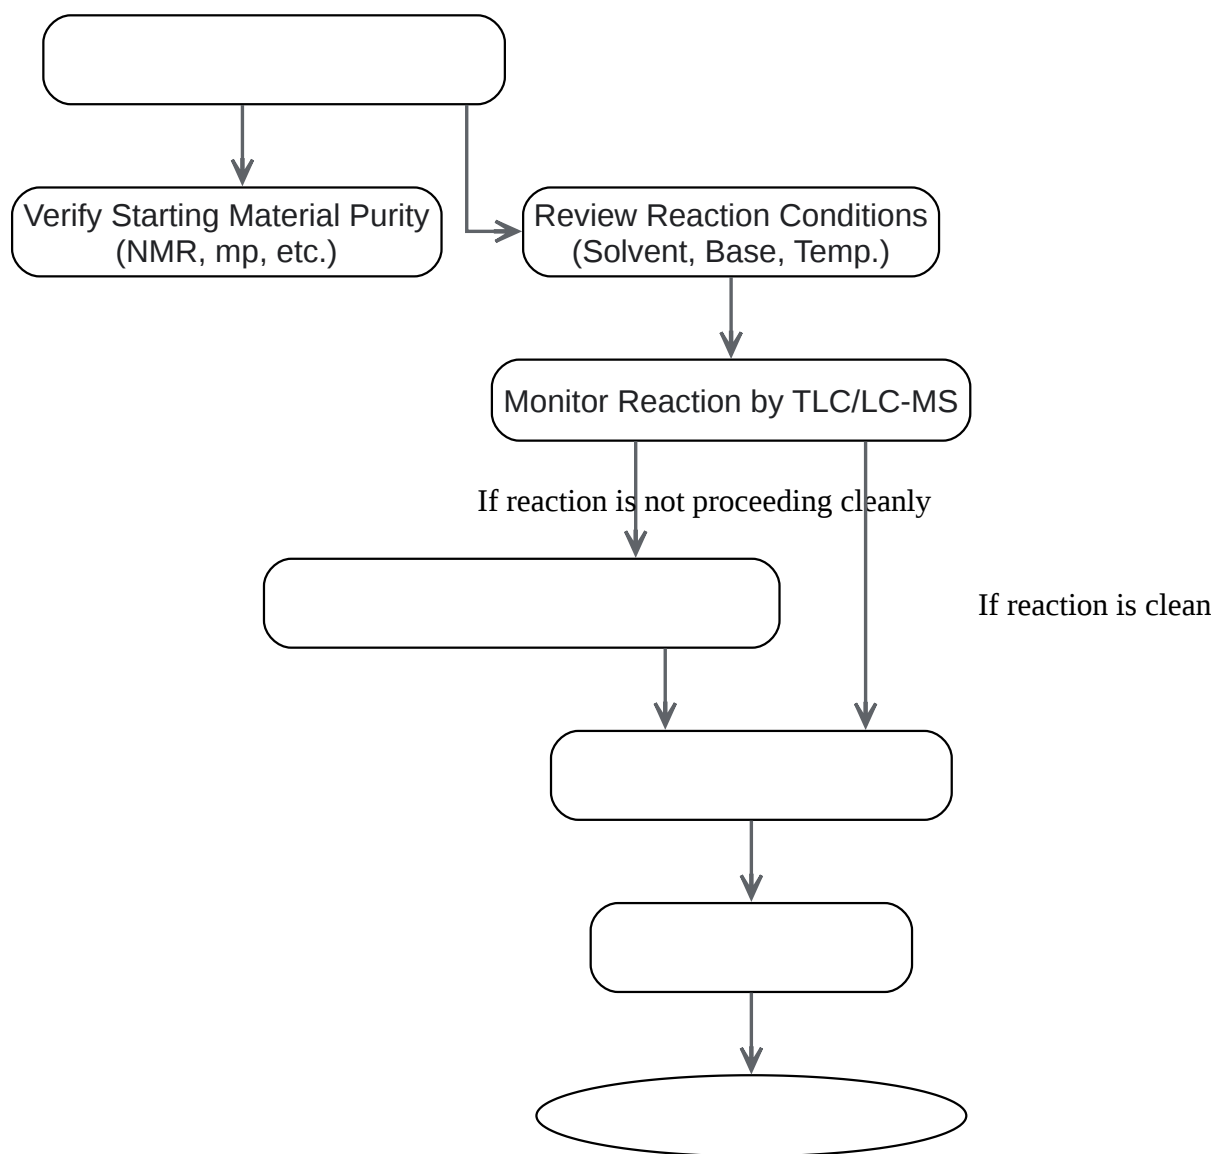 Verify Starting Material Purity
(NMR, mp, etc.)
Review Reaction Conditions
(Solvent, Base, Temp.)
Monitor Reaction by TLC/LC-MS
If reaction is not proceeding cleanly
If reaction is clean